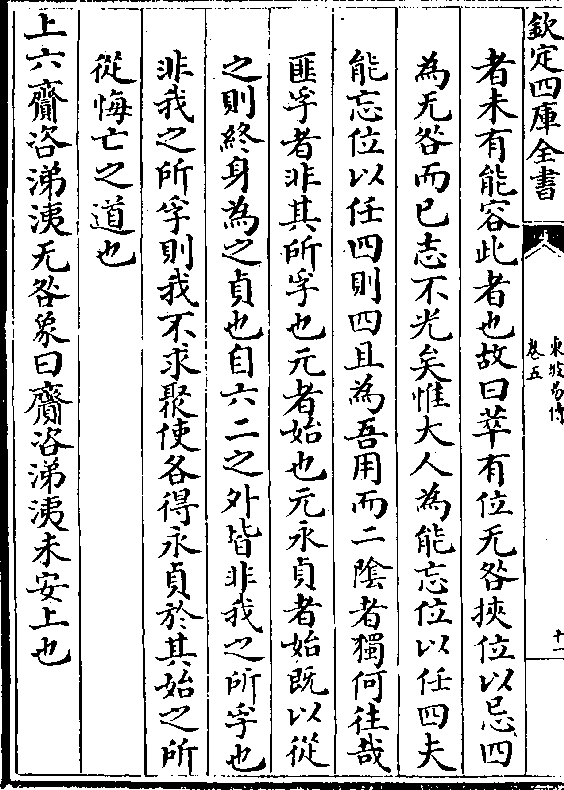 欽定四庫全書
東坡易傳
卷五
十一
者未有能容此者也故曰萃有位无咎挾位以忌四
為无咎而已志不光矣惟大人為能忘位以任四夫
能忘位以任四則四且為吾用而二隂者獨何往哉
匪孚者非其所孚也元者始也元永貞者始既以從
之則終身為之貞也自六二之外皆非我之所孚也
非我之所孚則我不求聚使各得永貞於其始之所
從悔亡之道也
上六齎咨涕洟无咎象曰齎咨涕洟未安上也